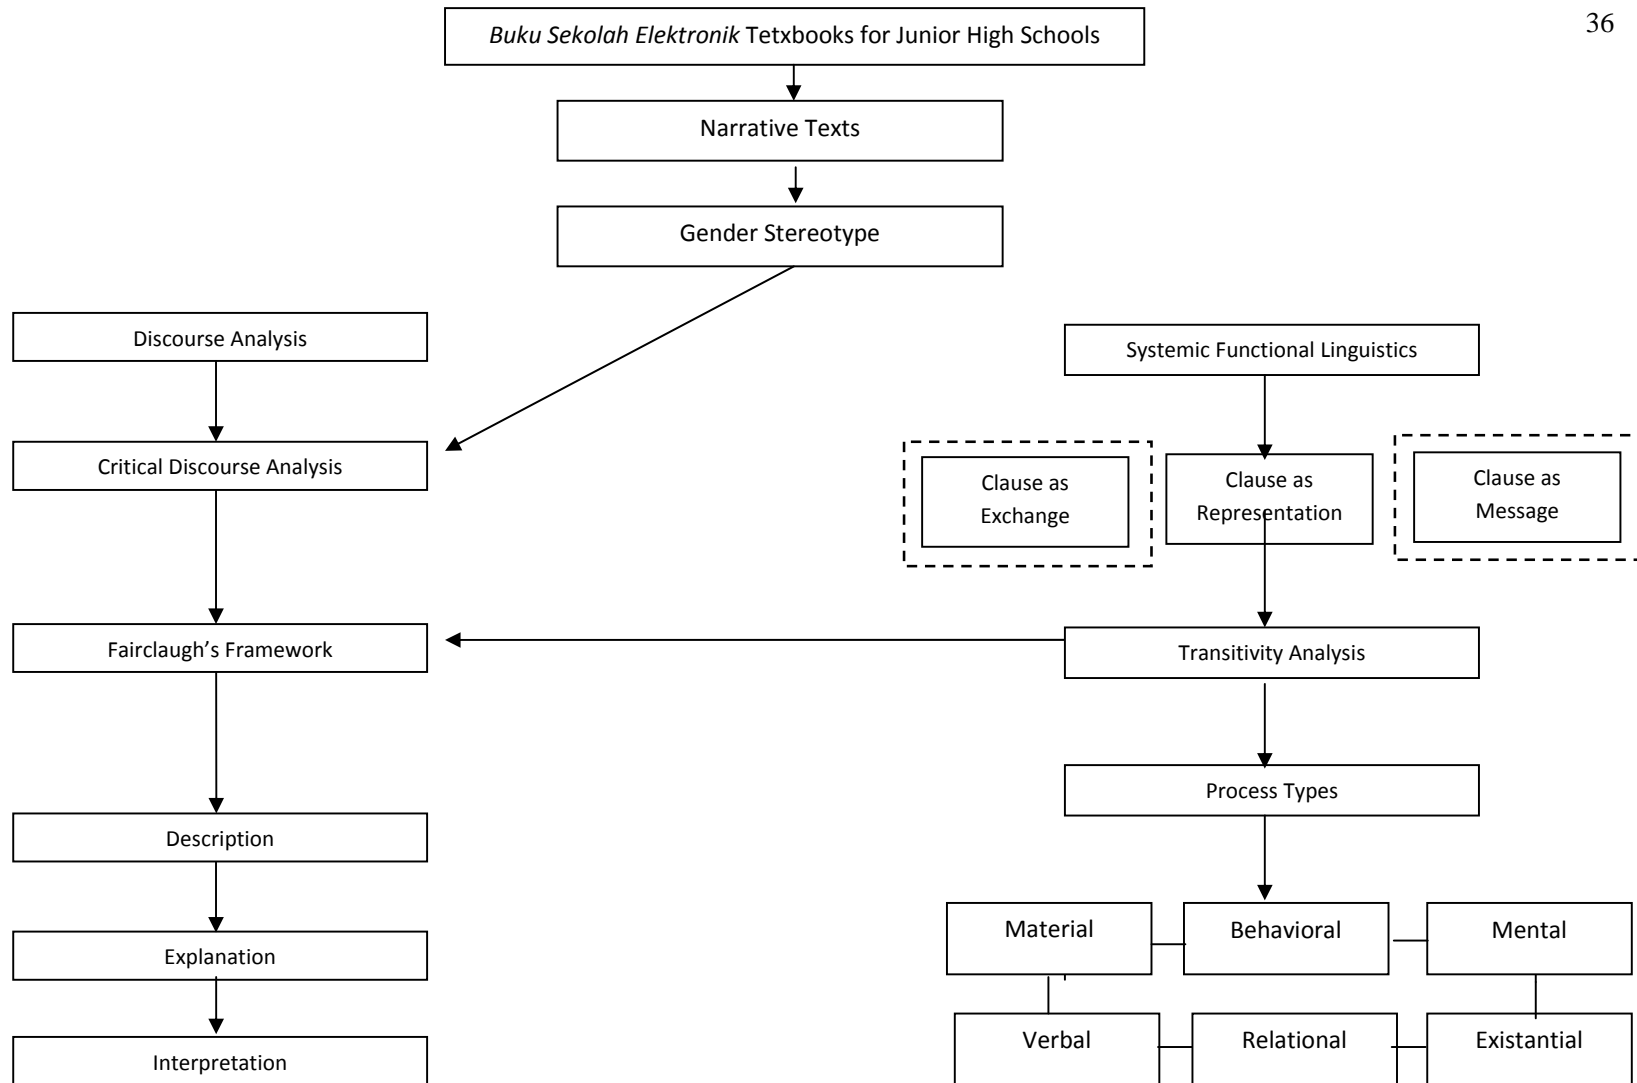 36
Buku Sekolah Elektronik Tetxbooks for Junior High Schools
Narrative Texts
Gender Stereotype
Discourse Analysis
Systemic Functional Linguistics
Critical Discourse Analysis
Clause as
Exchange
Clause as
Representation
Clause as
Message
Fairclaugh’s Framework
Transitivity Analysis
Process Types
Description
Material
Behavioral
Mental
Explanation
Verbal
Relational
Existantial
Interpretation